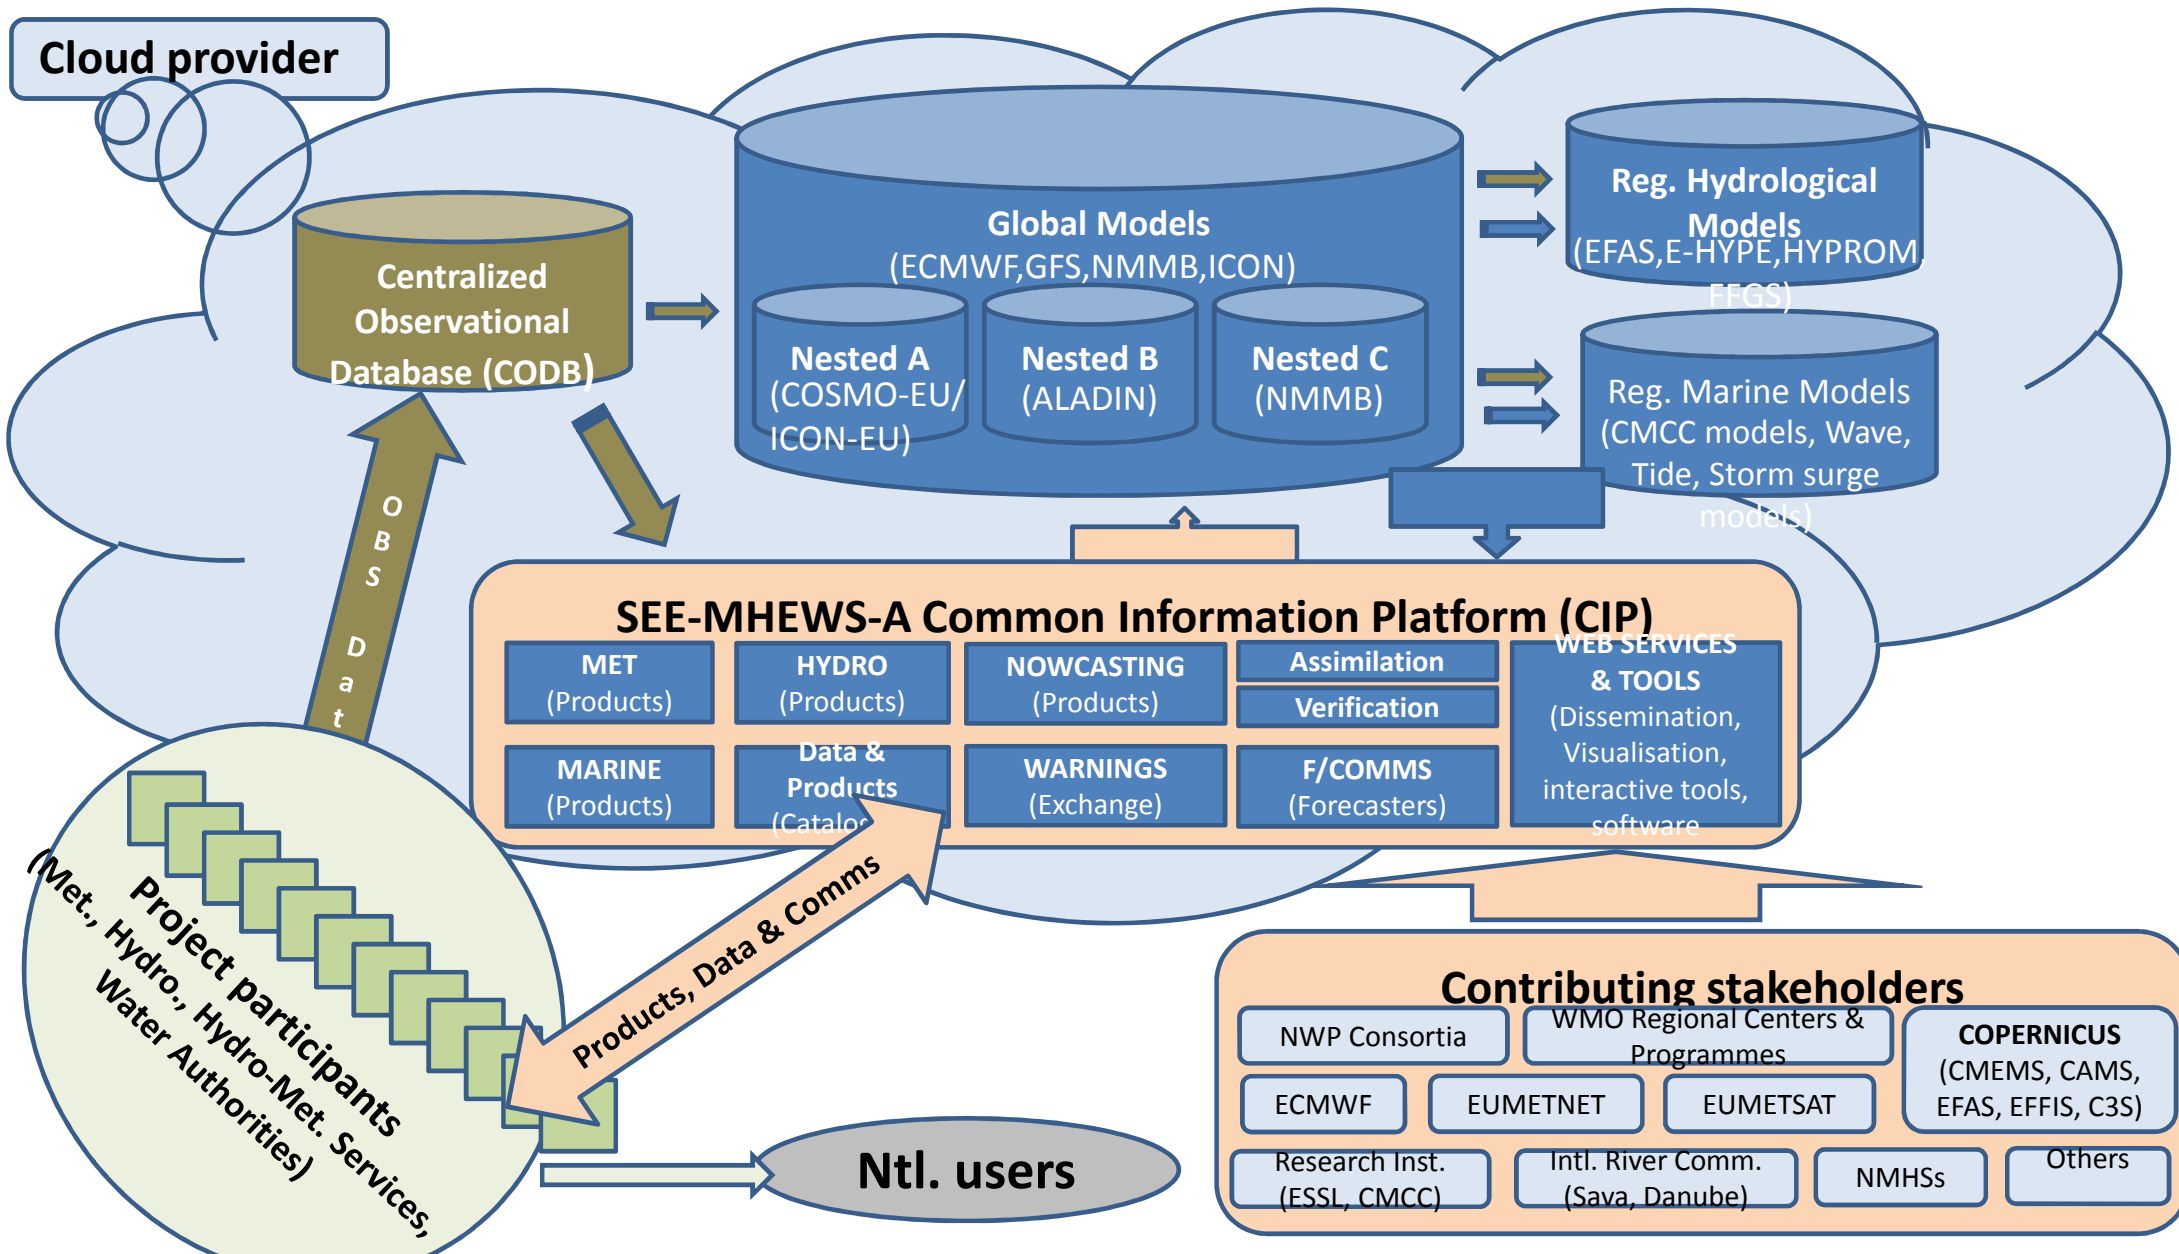 Cloud provider
Centralized
Observational
Database (CODB)
Global Models
(ECMWF,GFS,NMMB,ICON)
Nested A
(COSMO-EU/
ICON-EU)
Nested B
(ALADIN)
Nested C
(NMMB)
Reg. Hydrological
Models
(EFAS,E-HYPE,HYPROM,
FFGS)
Reg. Marine Models
(CMCC models, Wave,
Tide, Storm surge
models)
OBS Dat
SEE-MHEWS-A Common Information Platform (CIP)
MET
(Products)
HYDRO
(Products)
NOWCASTING
(Products)
Assimilation
Verification
WEB SERVICES
& TOOLS
(Dissemination,
Visualisation,
interactive tools,
software
MARINE
(Products)
Data &
Products
(Catalo
WARNINGS
(Exchange)
F/COMMS
(Forecasters)
Products, Data & Comms
Project participants
(Met., Hydro., Hydro-Met. Services,
Water Authorities)
Ntl. users
Contributing stakeholders
NWP Consortia
WMO Regional Centers &
Programmes
COPERNICUS
(CMEMS, CAMS,
EFAS, EFFIS, C3S)
ECMWF
EUMETNET
EUMETSAT
Research Inst.
(ESSL, CMCC)
Intl. River Comm.
(Sava, Danube)
NMHSs
Others